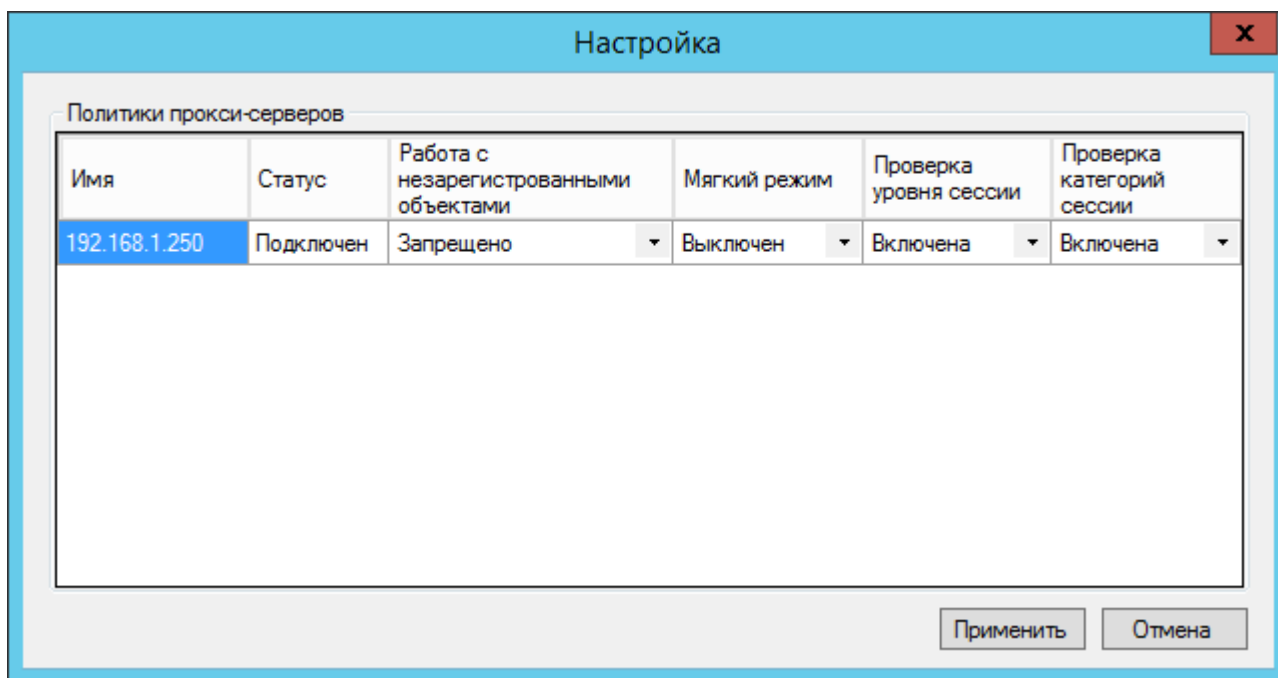 Настройка
x
Политики прокси-серверов
Имя
Статус
Работа с
незарегистрированными
объектами
Мягкий режим
Проверка
уровня сессии
Проверка
категорий
сессии
192.168.1.250
Подключен
Запрещено
Выключен
Включена
Включена
Применить
Отмена